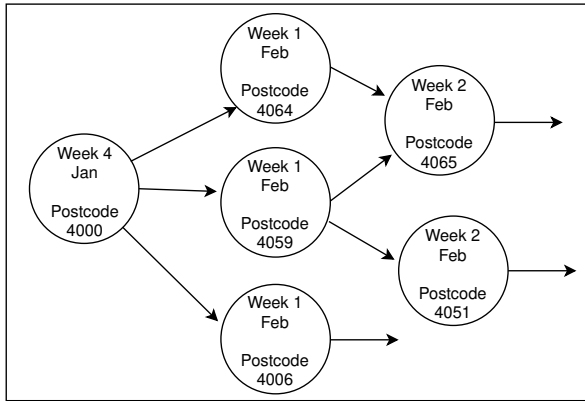 Week 4
Jan
Postcode
4000
Week 1
Feb
Postcode
4064
Week 1
Feb
Postcode
4059
Week 1
Feb
Postcode
4006
Week 2
Feb
Postcode
4065
Week 2
Feb
Postcode
4051